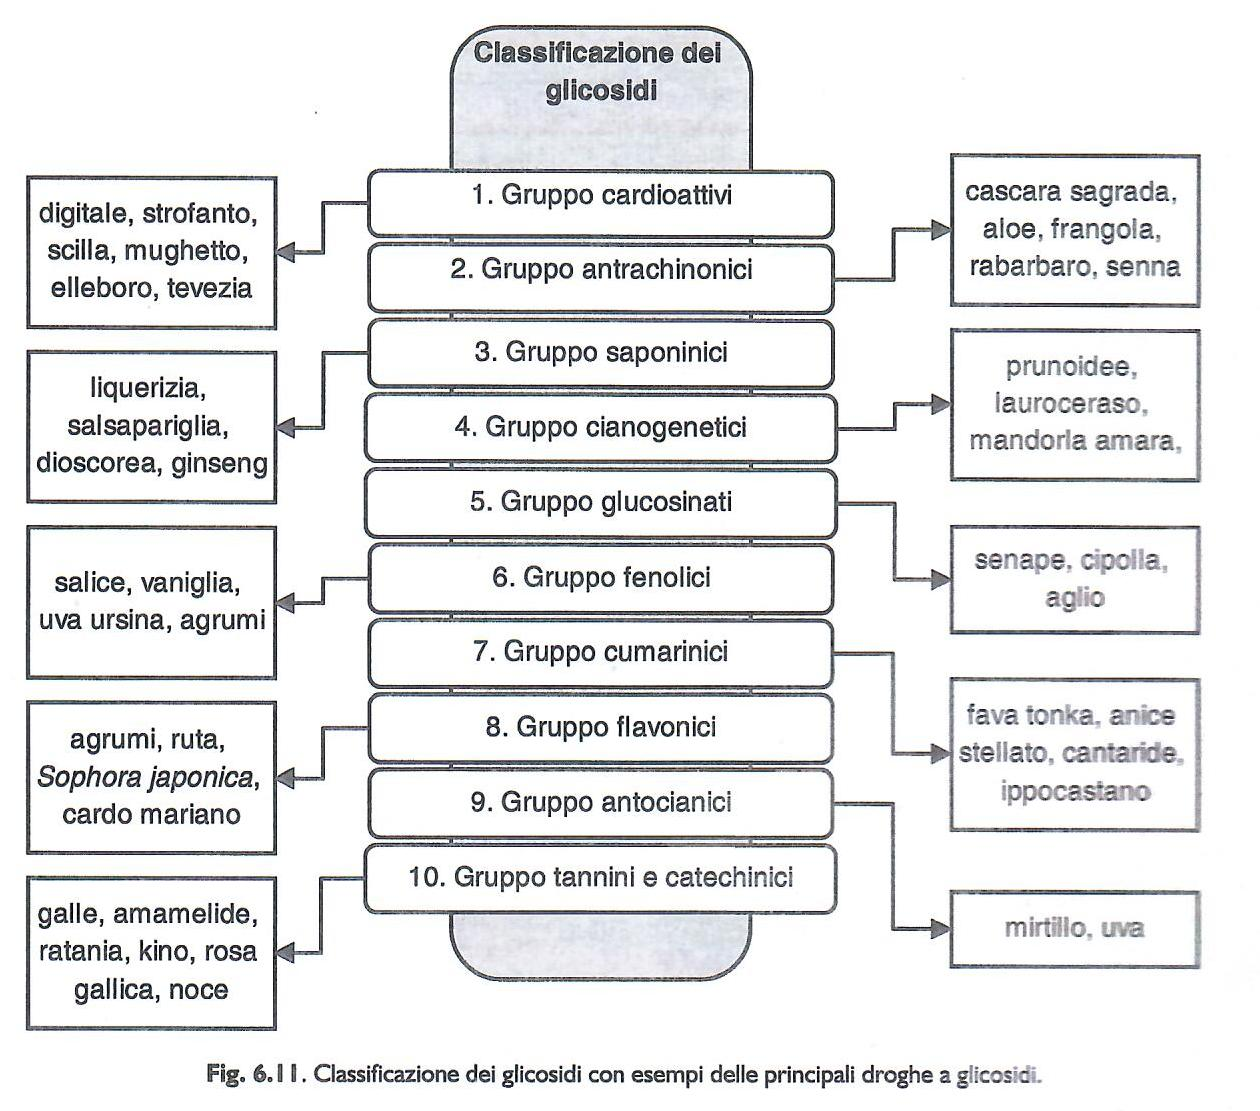 Classificazione dei
glicosidi
1. Gruppo cardioattivi
digitale, strofanto,
scilla, mughetto,
elleboro, tevezia
2. Gruppo antrachinonici
cascara sagrada,
aloe, frangola,
rabarbaro, senna
3. Gruppo saponinici
liquerizia,
salsapariglia,
dioscorea, ginseng
4. Gruppo cianogenetici
prunoidee,
lauroceraso,
mandorla amara,
5. Gruppo glucosinati
senape, cipolla,
aglio
6. Gruppo fenolici
salice, vaniglia,
uva ursina, agrumi
7. Gruppo cumarinici
fava tonka, anice
stellato, cantaride,
ippocastano
8. Gruppo flavonici
agrumi, ruta,
Sophora japonica,
cardo mariano
9. Gruppo antocianici
mirtillo, uva
10. Gruppo tannini e catechinici
galle, amamelide,
ratania, kino, rosa
gallica, noce
Fig. 6.11. Classificazione dei glicosidi con esempi delle principali droghe a glicosidi.